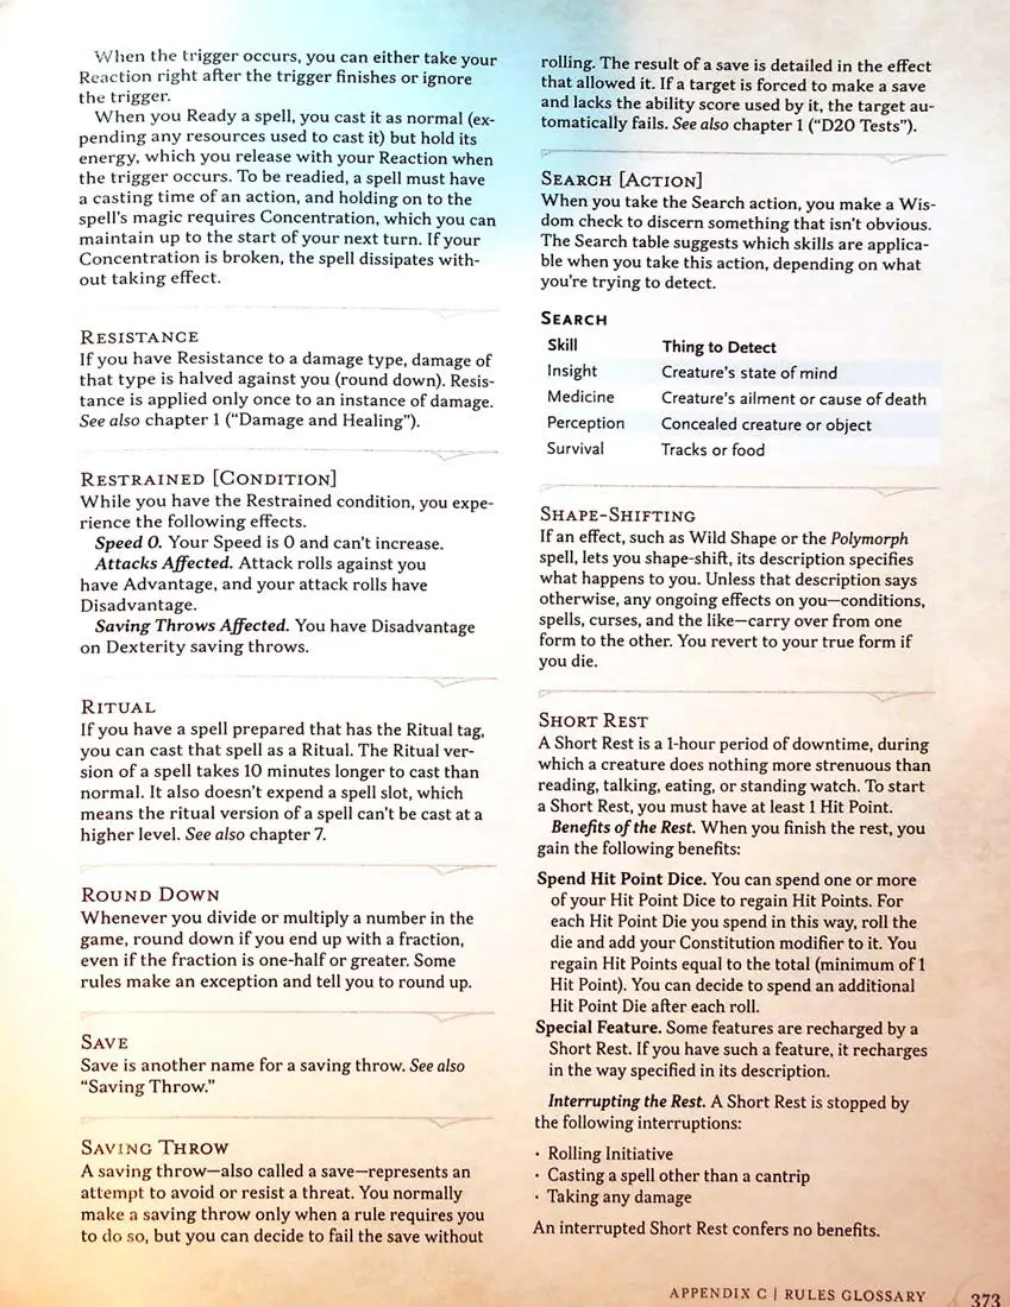 When the trigger occurs, you can either take your
Reaction right after the trigger finishes or ignore
the trigger.
When you Ready a spell, you cast it as normal (ex-
pending any resources used to cast it) but hold its
energy, which you release with your Reaction when
the trigger occurs. To be readied, a spell must have
a casting time of an action, and holding on to the
spell's magic requires Concentration, which you can
maintain up to the start of your next turn. If your
Concentration is broken, the spell dissipates with-
out taking effect.
RESISTANCE
If you have Resistance to a damage type, damage of
that type is halved against you (round down). Resis-
tance is applied only once to an instance of damage.
See also chapter 1 ("Damage and Healing").
RESTRAINED [CONDITION]
While you have the Restrained condition, you expe-
rience the following effects.
Speed 0. Your Speed is 0 and can't increase.
Attacks Affected. Attack rolls against you
have Advantage, and your attack rolls have
Disadvantage.
Saving Throws Affected. You have Disadvantage
on Dexterity saving throws.
RITUAL
If you have a spell prepared that has the Ritual tag,
you can cast that spell as a Ritual. The Ritual ver-
sion of a spell takes 10 minutes longer to cast than
normal. It also doesn't expend a spell slot, which
means the ritual version of a spell can't be cast at a
higher level. See also chapter 7.
ROUND DOWN
Whenever you divide or multiply a number in the
game, round down if you end up with a fraction,
even if the fraction is one-half or greater. Some
rules make an exception and tell you to round up.
SAVE
Save is another name for a saving throw. See also
"Saving Throw."
SAVING THROW
A saving throw—also called a save—represents an
attempt to avoid or resist a threat. You normally
make a saving throw only when a rule requires you
to do so, but you can decide to fail the save without
rolling. The result of a save is detailed in the effect
that allowed it. If a target is forced to make a save
and lacks the ability score used by it, the target au-
tomatically fails. See also chapter 1 ("D20 Tests").
SEARCH [ACTION]
When you take the Search action, you make a Wis-
dom check to discern something that isn't obvious.
The Search table suggests which skills are applica-
ble when you take this action, depending on what
you're trying to detect.
SEARCH
Skill Thing to Detect
Insight Creature's state of mind
Medicine Creature's ailment or cause of death
Perception Concealed creature or object
Survival Tracks or food
SHAPE-SHIFTING
If an effect, such as Wild Shape or the Polymorph
spell, lets you shape-shift, its description specifies
what happens to you. Unless that description says
otherwise, any ongoing effects on you—conditions,
spells, curses, and the like—carry over from one
form to the other. You revert to your true form if
you die.
SHORT REST
A Short Rest is a 1-hour period of downtime, during
which a creature does nothing more strenuous than
reading, talking, eating, or standing watch. To start
a Short Rest, you must have at least 1 Hit Point.
Benefits of the Rest. When you finish the rest, you
gain the following benefits:
Spend Hit Point Dice. You can spend one or more
of your Hit Point Dice to regain Hit Points. For
each Hit Point Die you spend in this way, roll the
die and add your Constitution modifier to it. You
regain Hit Points equal to the total (minimum of 1
Hit Point). You can decide to spend an additional
Hit Point Die after each roll.
Special Feature. Some features are recharged by a
Short Rest. If you have such a feature, it recharges
in the way specified in its description.
Interrupting the Rest. A Short Rest is stopped by
the following interruptions:
• Rolling Initiative
• Casting a spell other than a cantrip
• Taking any damage
An interrupted Short Rest confers no benefits.
APPENDIX C | RULES GLOSSARY 373